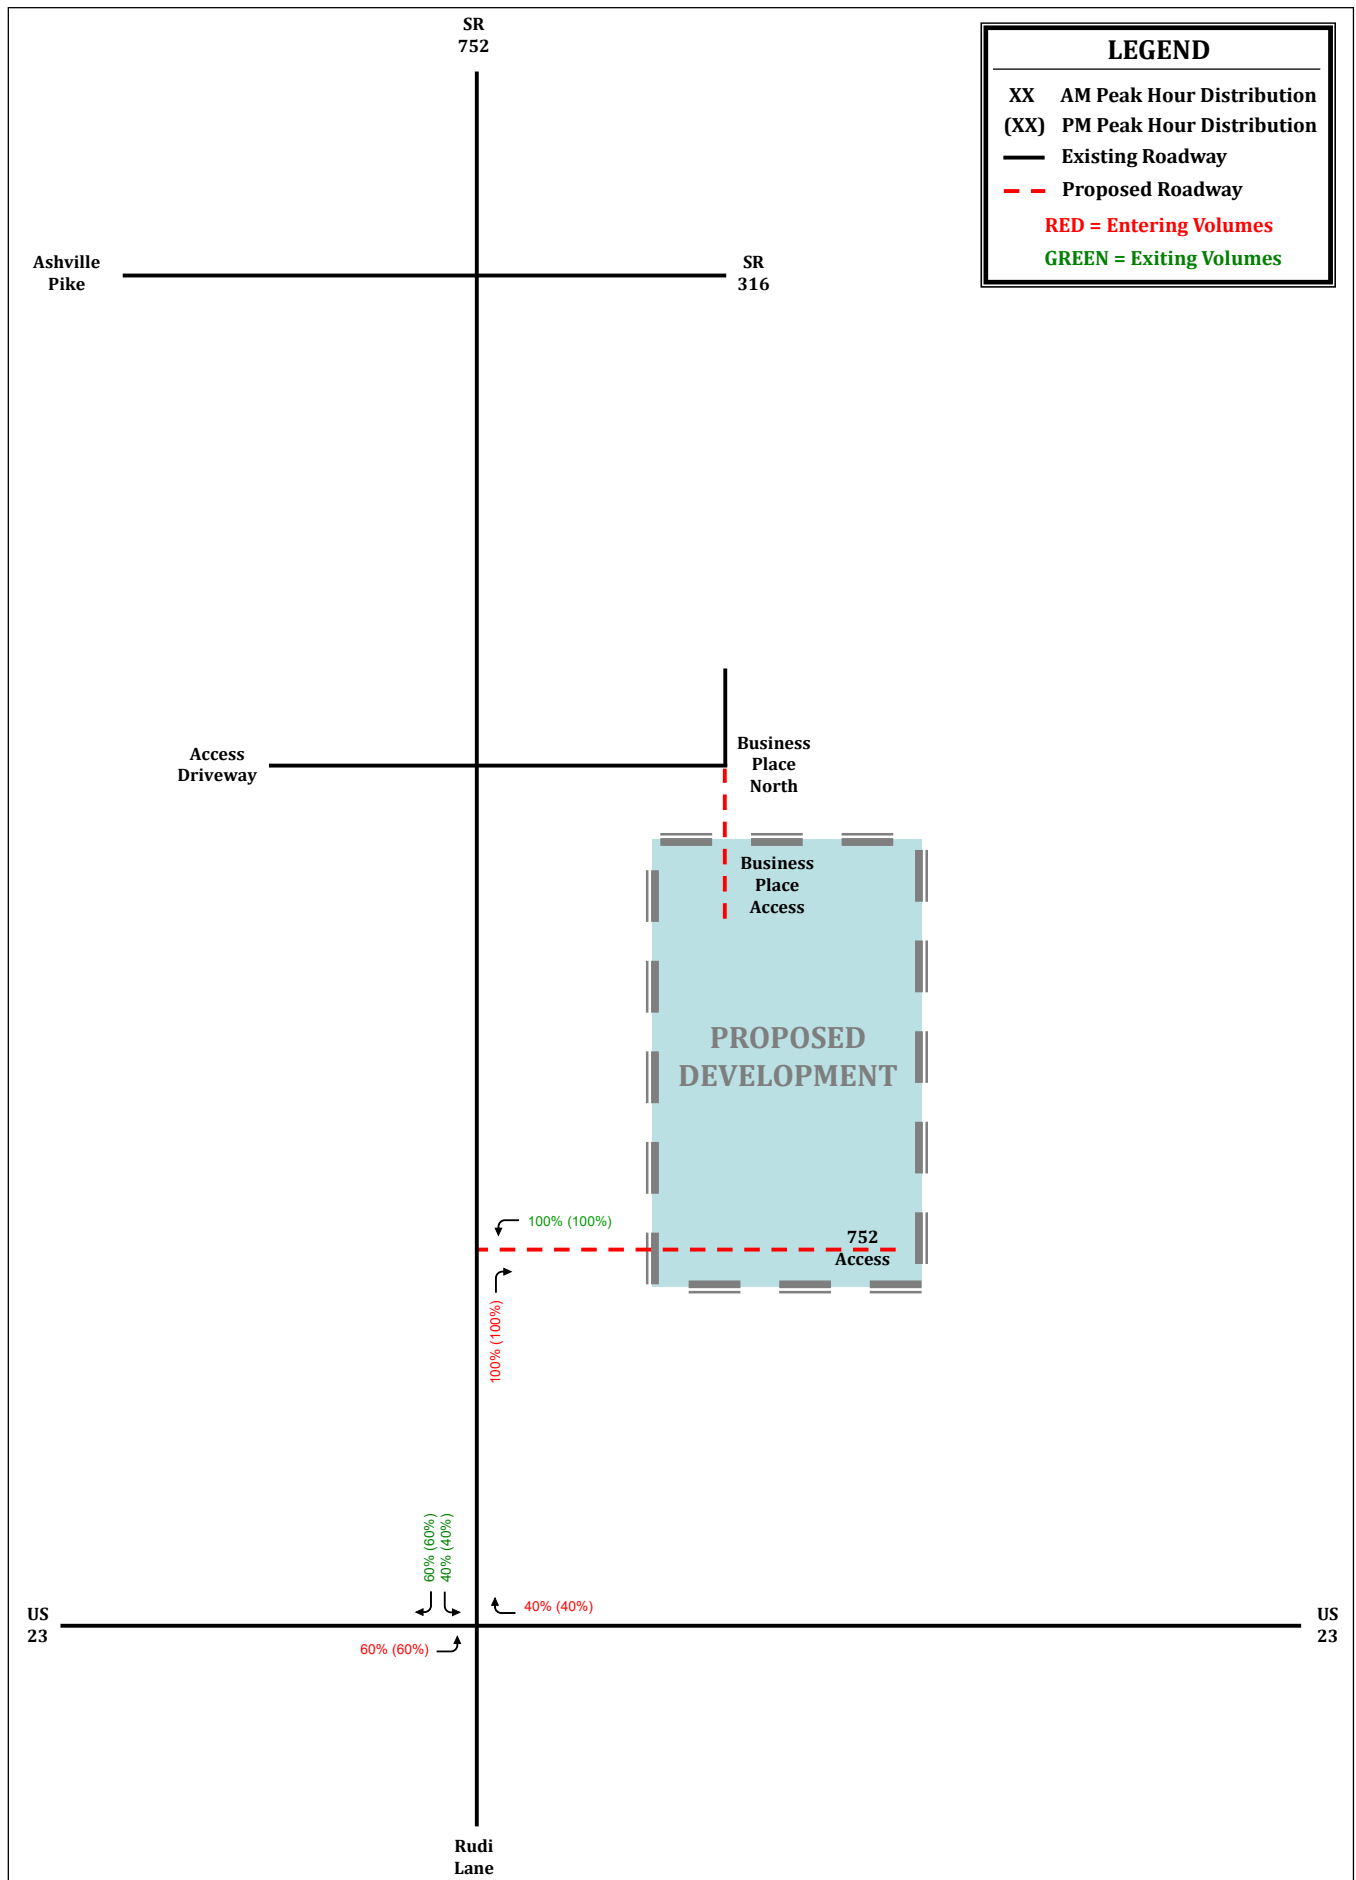 SR
752
LEGEND
XX AM Peak Hour Distribution
(XX) PM Peak Hour Distribution
Existing Roadway
Proposed Roadway
RED = Entering Volumes
GREEN = Exiting Volumes
Ashville
Pike
SR
316
Access
Driveway
Business
Place
North
Business
Place
Access
PROPOSED
DEVELOPMENT
100% (100%)
752
Access
100% (100%)
60% (60%)
40% (40%)
40% (40%)
US
23
US
23
60% (60%)
Rudi
Lane